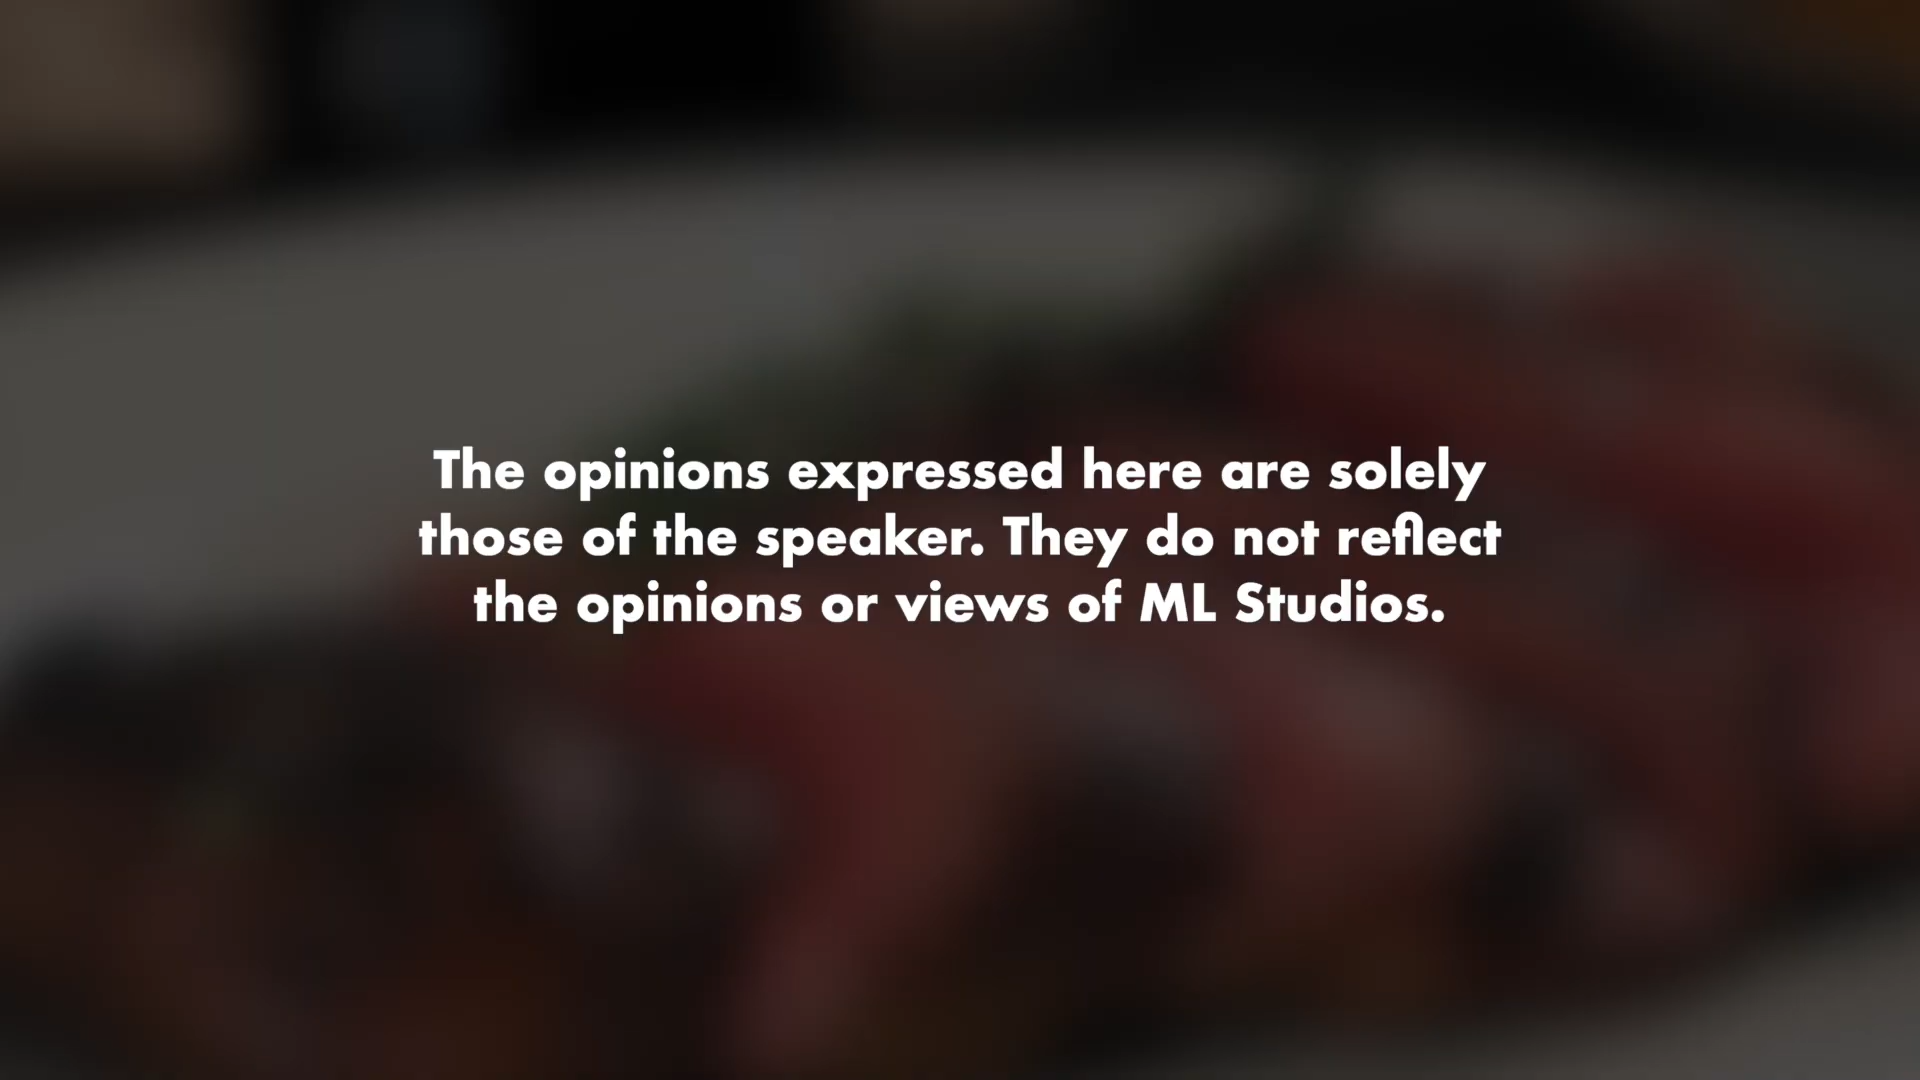 The opinions expressed here are solely
those of the speaker. They do not reflect
the opinions or views of ML Studios.